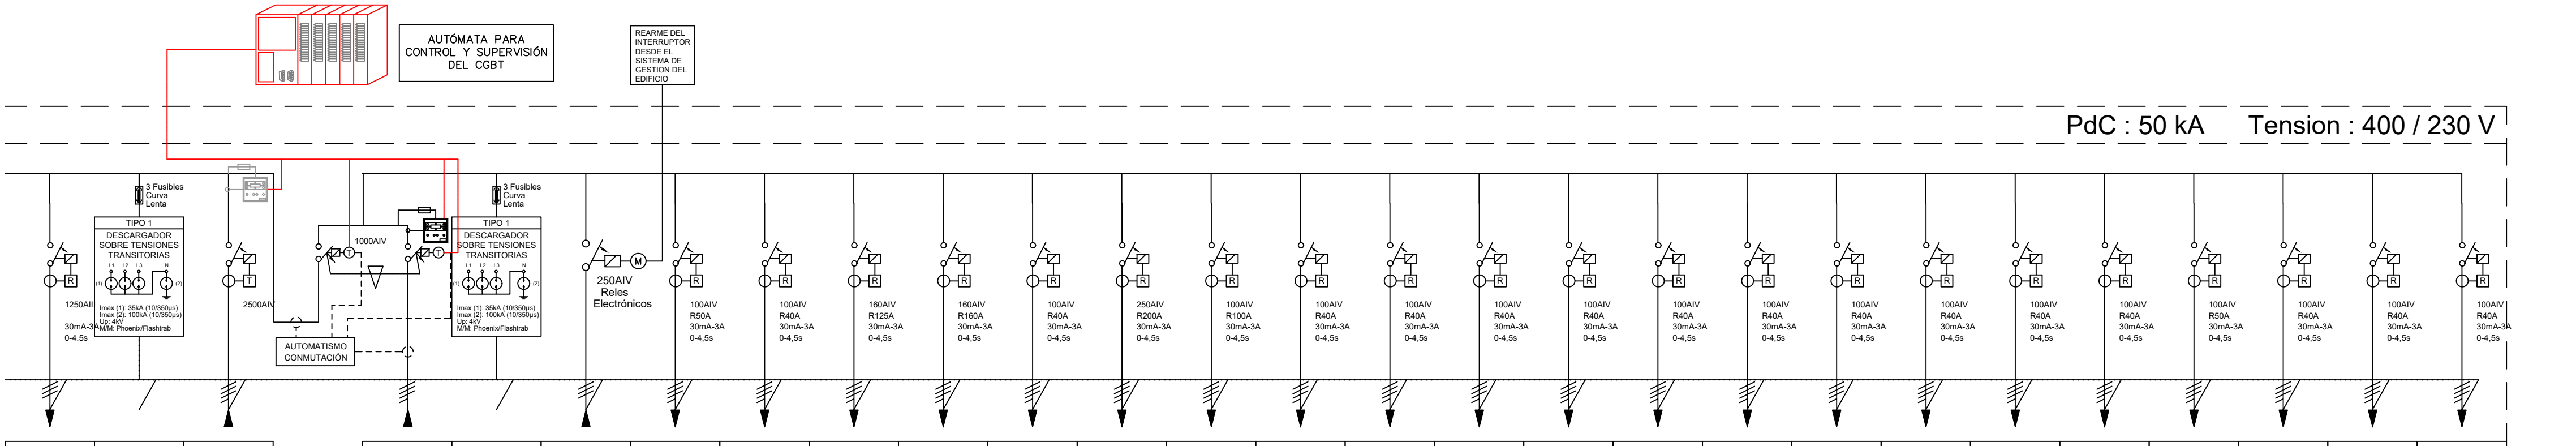 AUTÓMATA PARA
CONTROL Y SUPERVISIÓN
DEL CGBT
REARME DEL
INTERRUPTOR
DESDE EL
SISTEMA DE
GESTION DEL
EDIFICIO
PdC : 50 kA Tension : 400 / 230 V
3 Fusibles
Curva
Lenta
TIPO 1
DESCARGADOR
SOBRE TENSIONES
TRANSITORIAS
L1 L2 L3 N
(1) (2)
Imax (1): 35kA (10/350µs)
Imax (2): 100kA (10/350µs)
Up: 4kV
M/M: Phoenix/Flashtrab
R
1250AII
30mA-3A
0-4.5s
T
2500AIV
T
1000AIV
T
AUTOMATISMO
CONMUTACIÓN
3 Fusibles
Curva
Lenta
TIPO 1
DESCARGADOR
SOBRE TENSIONES
TRANSITORIAS
L1 L2 L3 N
(1) (2)
Imax (1): 35kA (10/350µs)
Imax (2): 100kA (10/350µs)
Up: 4kV
M/M: Phoenix/Flashtrab
M
250AIV
Reles
Electrónicos
R
100AIV
R50A
30mA-3A
0-4,5s
R
100AIV
R40A
30mA-3A
0-4,5s
R
160AIV
R125A
30mA-3A
0-4,5s
R
160AIV
R160A
30mA-3A
0-4,5s
R
100AIV
R40A
30mA-3A
0-4,5s
R
250AIV
R200A
30mA-3A
0-4,5s
R
100AIV
R100A
30mA-3A
0-4,5s
R
100AIV
R40A
30mA-3A
0-4,5s
R
100AIV
R40A
30mA-3A
0-4,5s
R
100AIV
R40A
30mA-3A
0-4,5s
R
100AIV
R40A
30mA-3A
0-4,5s
R
100AIV
R40A
30mA-3A
0-4,5s
R
100AIV
R40A
30mA-3A
0-4,5s
R
100AIV
R40A
30mA-3A
0-4,5s
R
100AIV
R40A
30mA-3A
0-4,5s
R
100AIV
R40A
30mA-3A
0-4,5s
R
100AIV
R40A
30mA-3A
0-4,5s
R
100AIV
R50A
30mA-3A
0-4,5s
R
100AIV
R40A
30mA-3A
0-4,5s
R
100AIV
R40A
30mA-3A
0-4,5s
R
100AIV
R40A
30mA-3A
0-4,5s